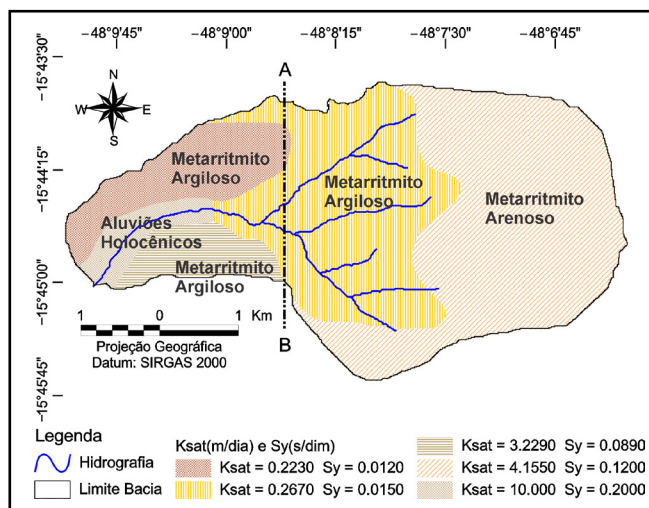 -48°9'45" -48°9'00" -48°8'15" -48°7'30" -48°6'45"
-15°43'30"
-15°44'15"
-15°45'00"
-15°45'45"
N
W E
S
A
Metarritmito
Argiloso
Metarritmito
Argiloso
Metarritmito
Arenoso
Aluviões
Holocênicos
Metarritmito
Argiloso
1 0 1 Km
B
Projeção Geográfica
Datum: SIRGAS 2000
Legenda
Hidrografia
Limite Bacia
Ksat(m/dia) e Sy(s/dim)
Ksat = 0.2230 Sy = 0.0120
Ksat = 0.2670 Sy = 0.0150
Ksat = 3.2290 Sy = 0.0890
Ksat = 4.1550 Sy = 0.1200
Ksat = 10.000 Sy = 0.2000